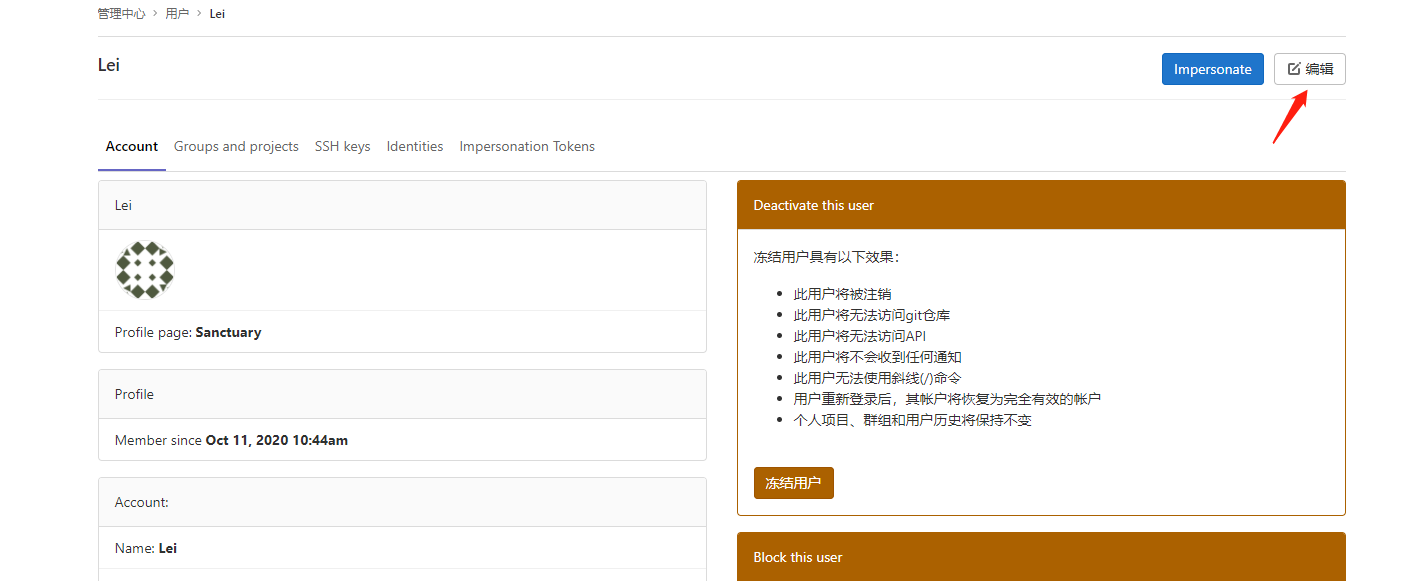 管理中心 › 用户 › Lei
Lei
Impersonate 编辑
Account Groups and projects SSH keys Identities Impersonation Tokens
Lei
Profile page: Sanctuary
Profile
Member since Oct 11, 2020 10:44am
Account:
Name: Lei
Deactivate this user
冻结用户具有以下效果：
• 此用户将被注销
• 此用户将无法访问git仓库
• 此用户将无法访问API
• 此用户将不会收到任何通知
• 此用户无法使用斜线(/)命令
• 用户重新登录后，其帐户将恢复为完全有效的帐户
• 个人项目、群组和用户历史将保持不变
冻结用户
Block this user